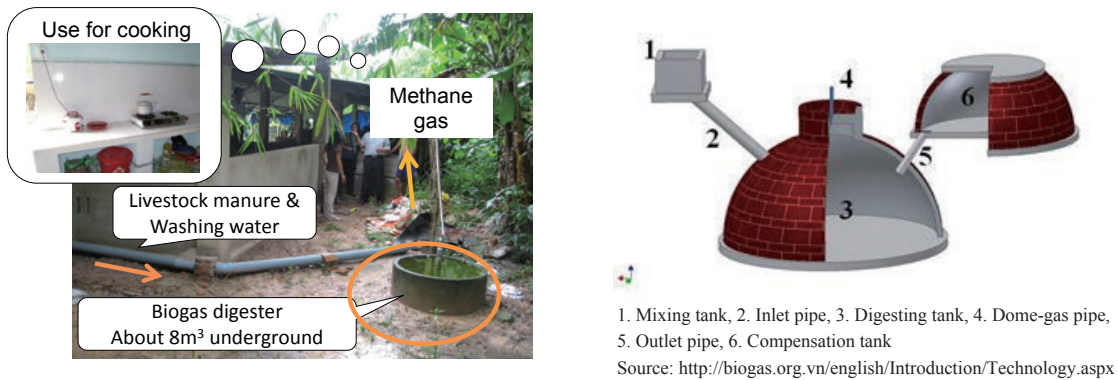 Use for cooking
Methane
gas
Livestock manure &
Washing water
Biogas digester
About 8m³ underground
1
2
3
4
5
6
1. Mixing tank, 2. Inlet pipe, 3. Digesting tank, 4. Dome-gas pipe,
5. Outlet pipe, 6. Compensation tank
Source: http://biogas.org.vn/english/Introduction/Technology.aspx